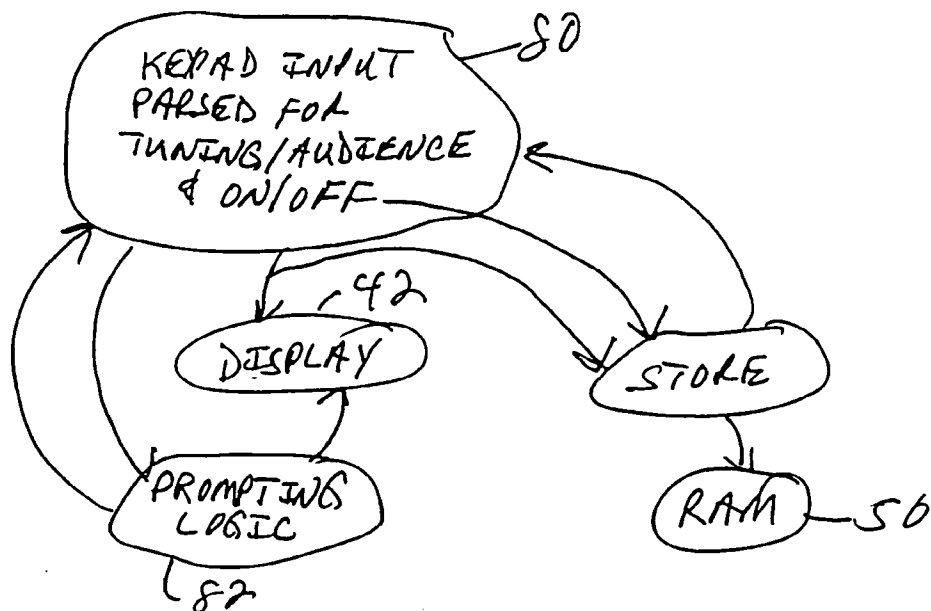 80
KEYPAD INPUT
PARSED FOR
TUNING/AUDIENCE
& ON/OFF
42
DISPLAY
STORE
PROMPTING
LOGIC
RAM
50
82